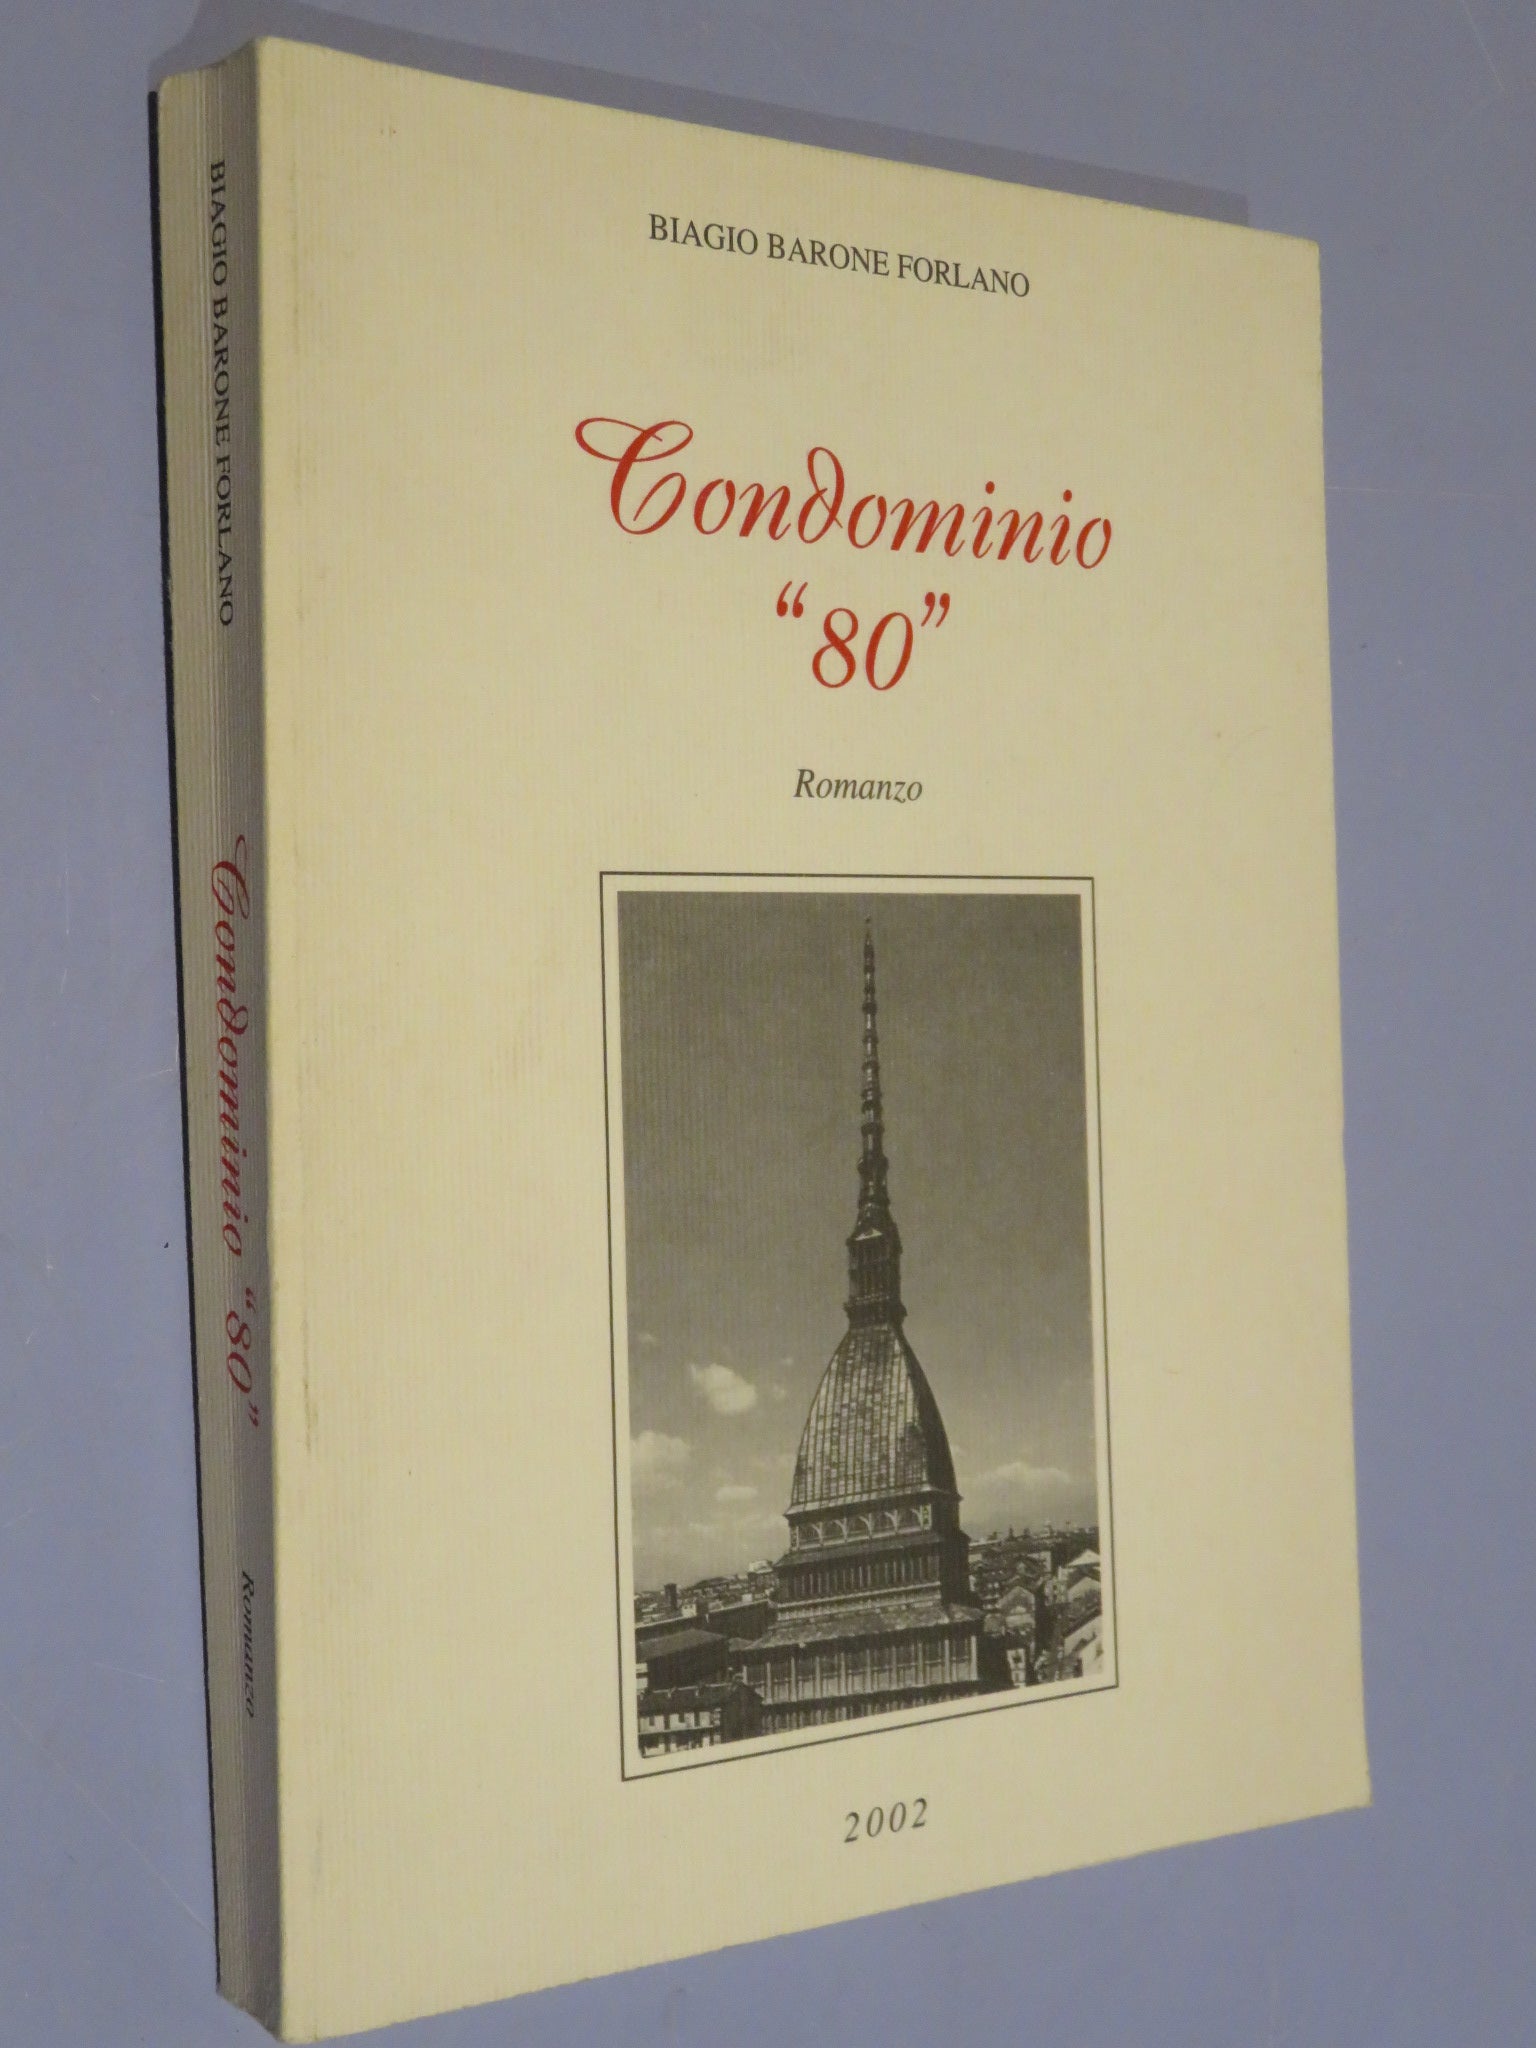 BIAGIO BARONE FORLANO
Condominio
“80”
Romanzo
2002
BIAGIO BARONE FORLANO
Condominio “80”
Romanzo